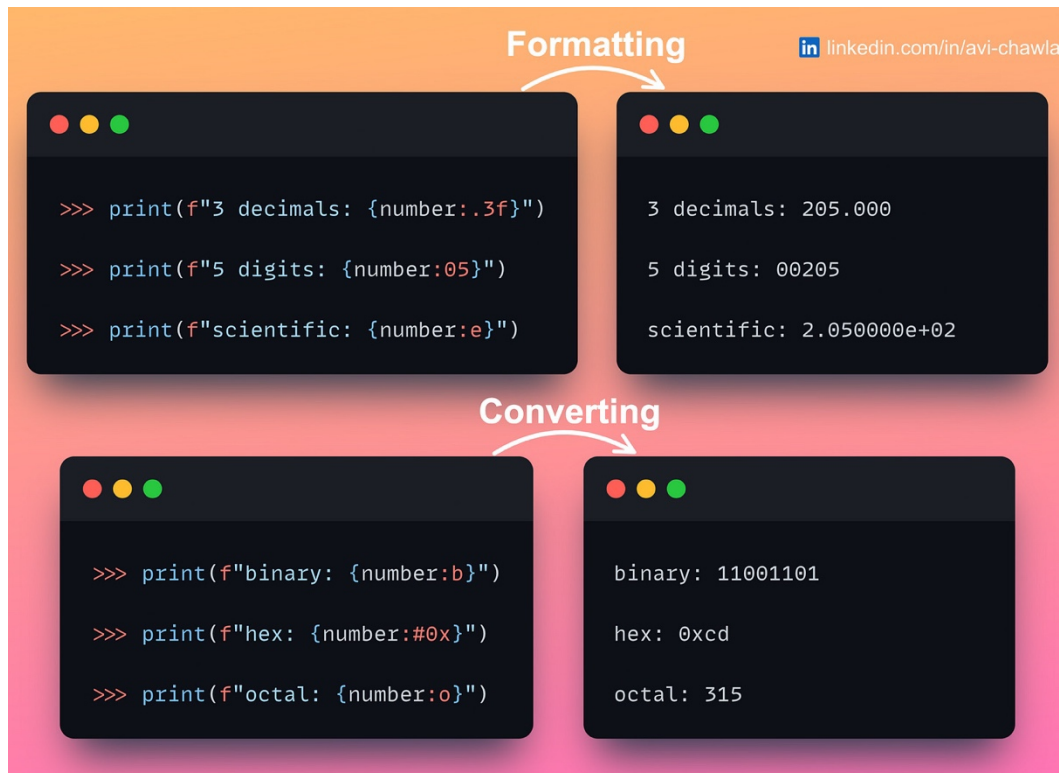 Formatting
in linkedin.com/in/avi-chawla
>>> print(f"3 decimals: {number:.3f}")
>>> print(f"5 digits: {number:05}")
>>> print(f"scientific: {number:e}")
3 decimals: 205.000
5 digits: 00205
scientific: 2.050000e+02
Converting
>>> print(f"binary: {number:b}")
>>> print(f"hex: {number:#0x}")
>>> print(f"octal: {number:o}")
binary: 11001101
hex: 0xcd
octal: 315